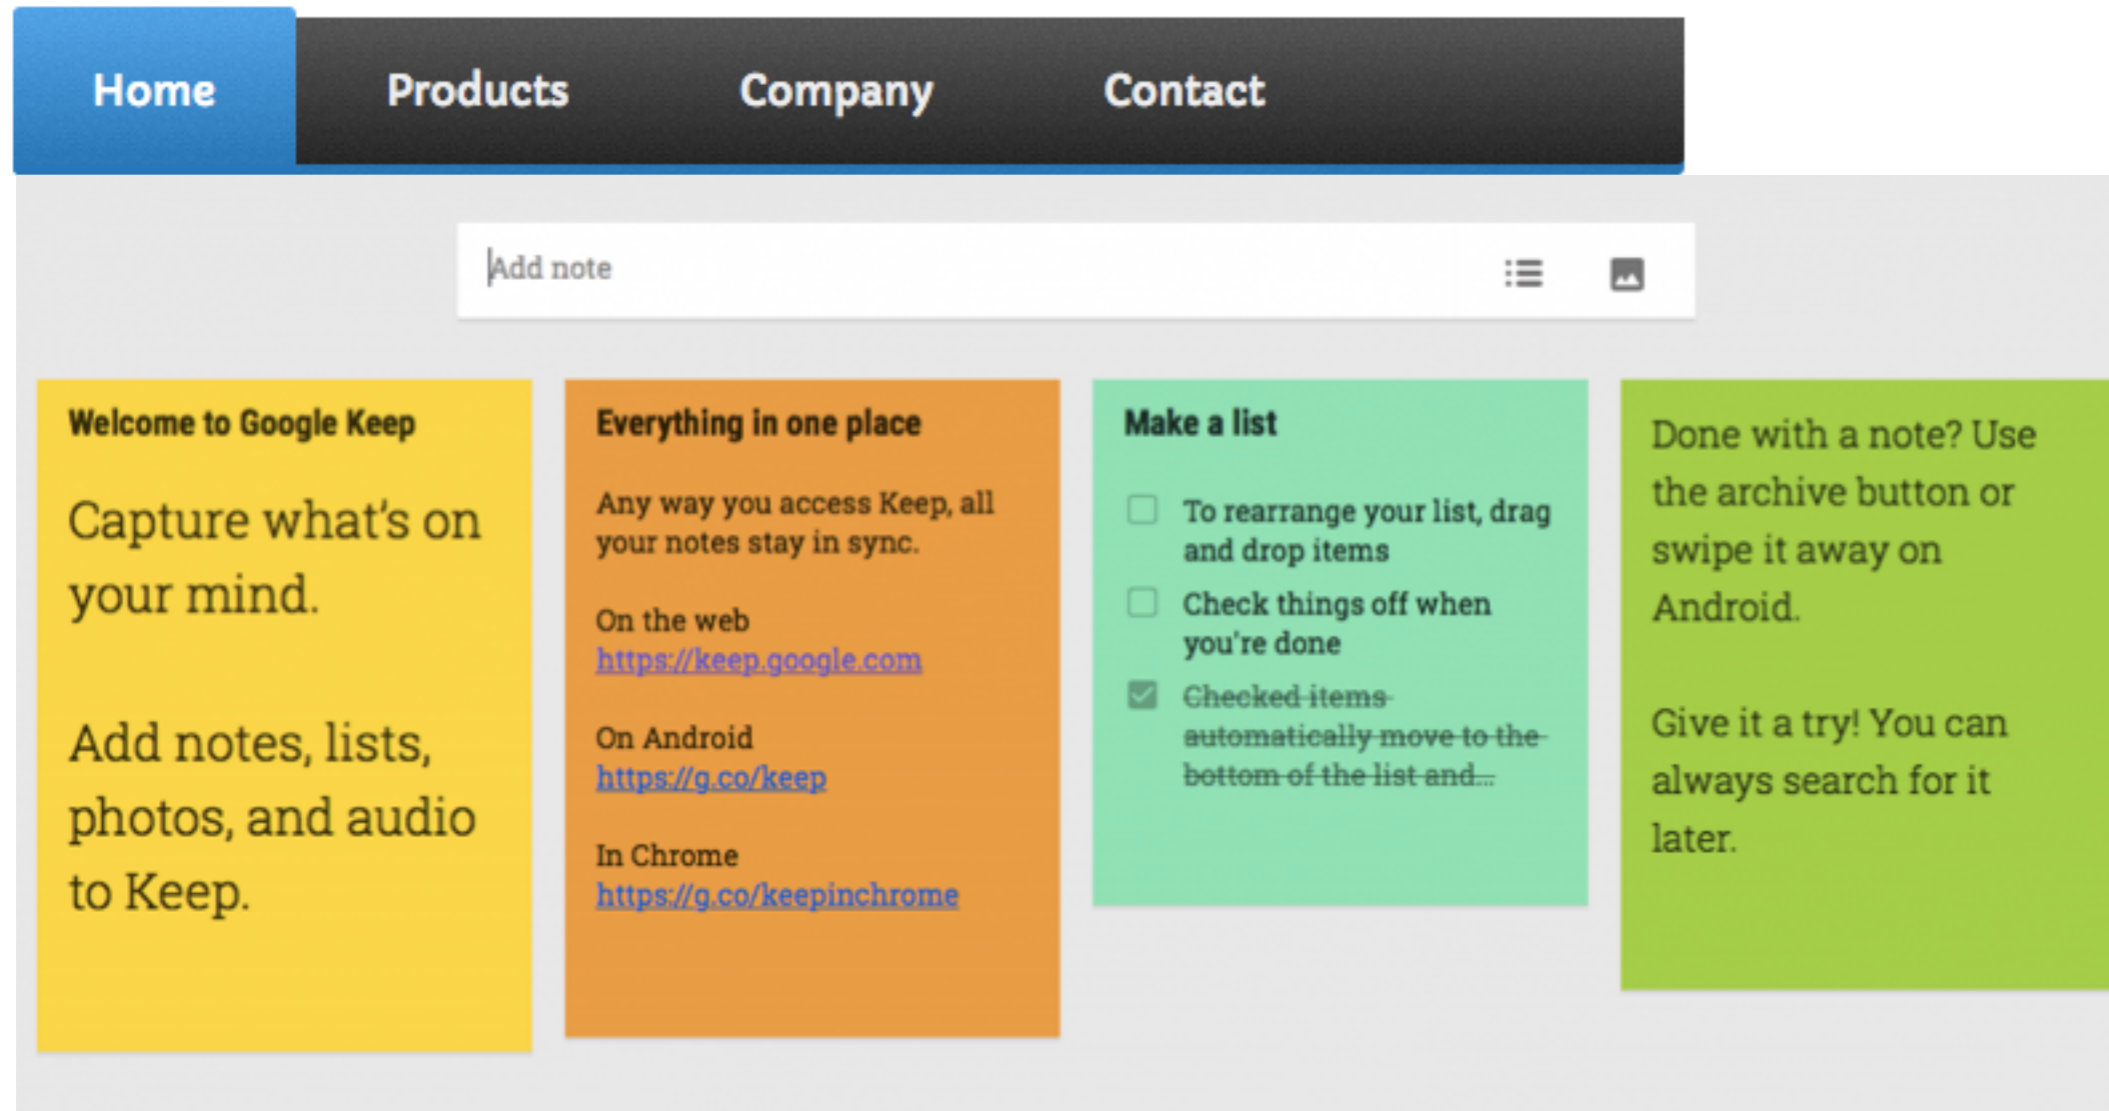 Home Products Company Contact
Add note
Welcome to Google Keep
Capture what's on
your mind.
Add notes, lists,
photos, and audio
to Keep.
Everything in one place
Any way you access Keep, all
your notes stay in sync.
On the web
https://keep.google.com
On Android
https://g.co/keep
In Chrome
https://g.co/keepinchrome
Make a list
To rearrange your list, drag
and drop items
Check things off when
you're done
Checked items
automatically move to the
bottom of the list and...
Done with a note? Use
the archive button or
swipe it away on
Android.
Give it a try! You can
always search for it
later.